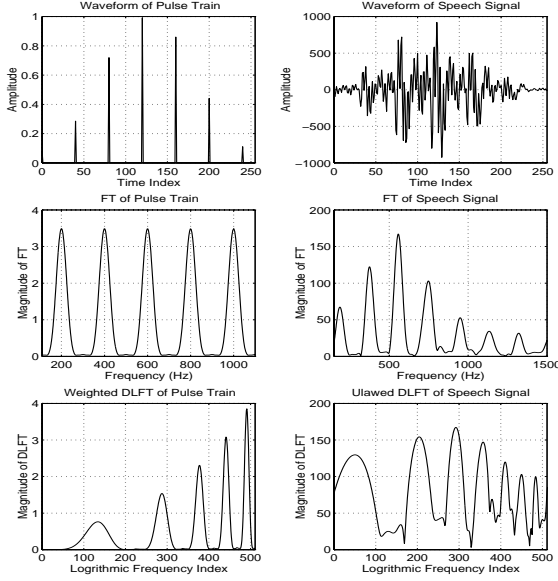 Waveform of Pulse Train
Amplitude
1
0.8
0.6
0.4
0.2
0
0 50 100 150 200 250
Time Index
Waveform of Speech Signal
Amplitude
1000
500
0
−500
−1000
0 50 100 150 200 250
Time Index
FT of Pulse Train
Magnitude of FT
4
3
2
1
0
200 400 600 800 1000
Frequency (Hz)
FT of Speech Signal
Magnitude of FT
200
150
100
50
0
500 1000 1500
Frequency (Hz)
Weighted DLFT of Pulse Train
Magnitude of DLFT
4
3
2
1
0
0 100 200 300 400 500
Logrithmic Frequency Index
Ulawed DLFT of Speech Signal
Magnitude of DLFT
200
150
100
50
0
0 100 200 300 400 500
Logrithmic Frequency Index